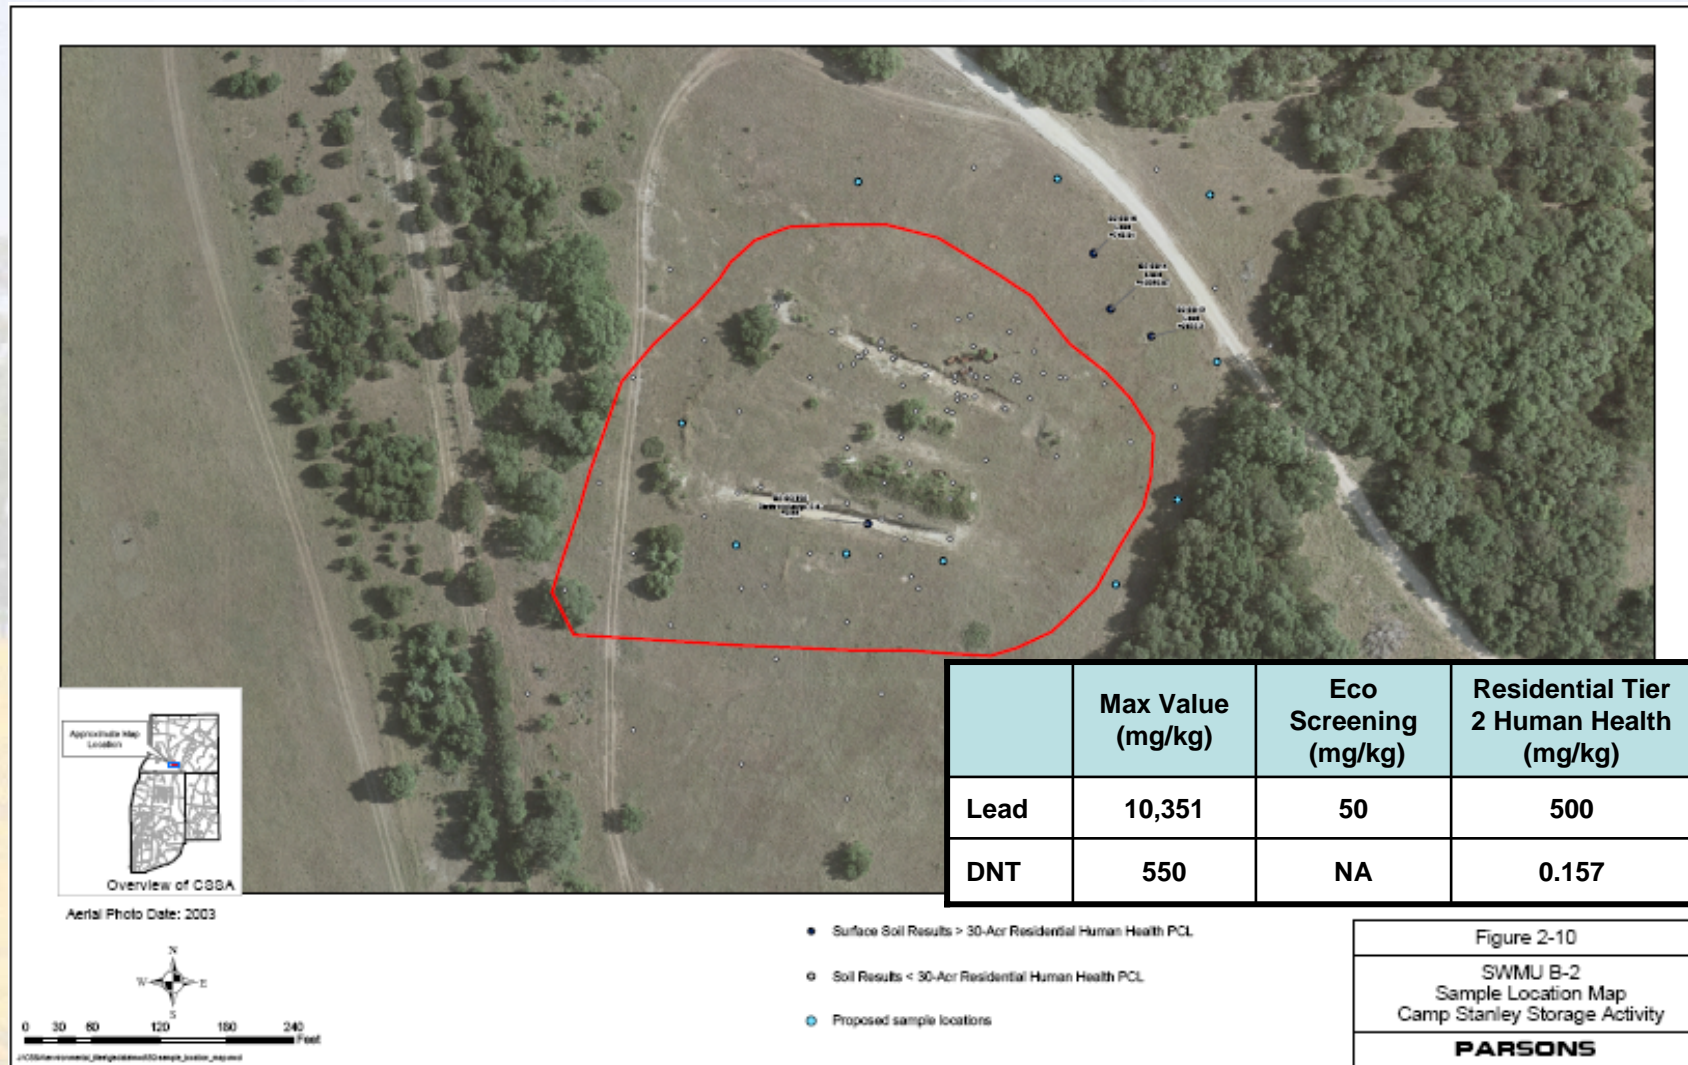 Approximate Map
Location
Overview of CSSA
Aerial Photo Date: 2003
N
W
E
S
0 30 60 120 180 240
Feet
Max Value
(mg/kg)
Eco
Screening
(mg/kg)
Residential Tier
2 Human Health
(mg/kg)
Lead 10,351 50 500
DNT 550 NA 0.157
Surface Soil Results > 30-Acr Residential Human Health PCL
Soil Results < 30-Acr Residential Human Health PCL
Proposed sample locations
Figure 2-10
SWMU B-2
Sample Location Map
Camp Stanley Storage Activity
PARSONS